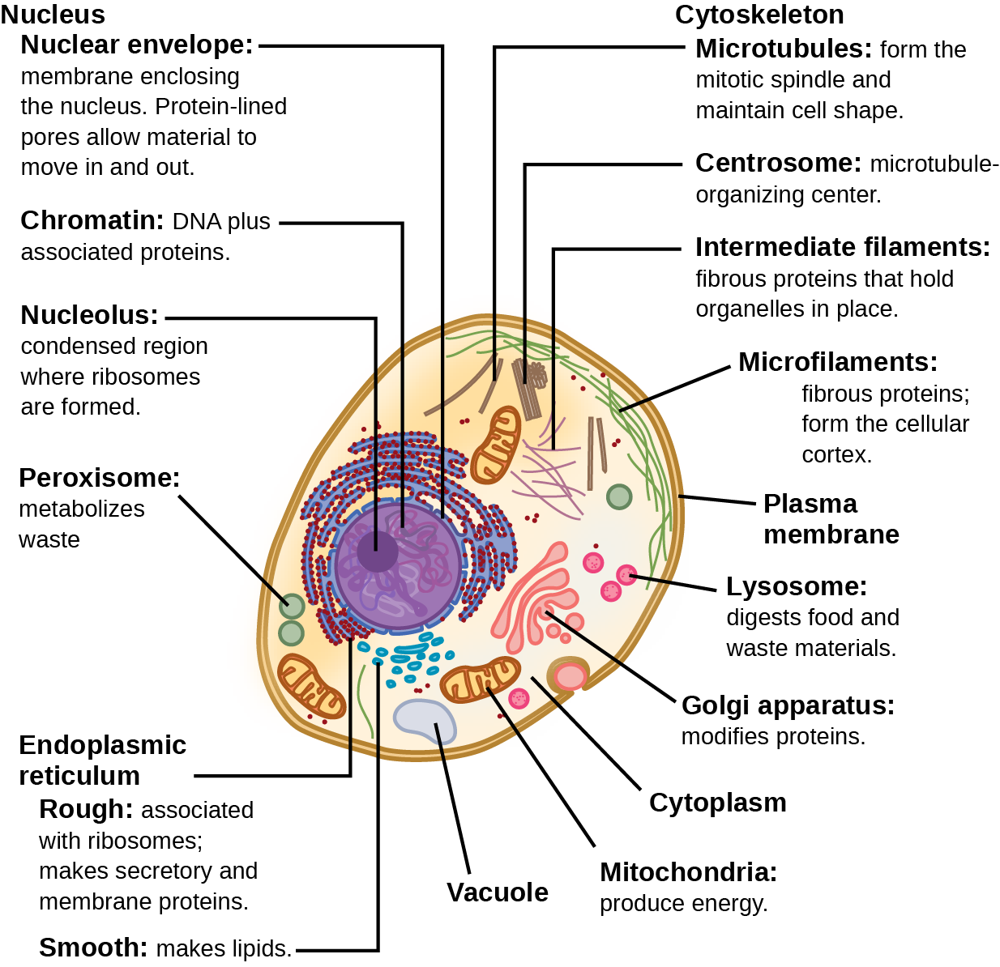 Nucleus
Nuclear envelope:
membrane enclosing
the nucleus. Protein-lined
pores allow material to
move in and out.
Chromatin: DNA plus
associated proteins.
Nucleolus:
condensed region
where ribosomes
are formed.
Peroxisome:
metabolizes
waste
Endoplasmic
reticulum
Rough: associated
with ribosomes;
makes secretory and
membrane proteins.
Smooth: makes lipids.
Cytoskeleton
Microtubules: form the
mitotic spindle and
maintain cell shape.
Centrosome: microtubule-
organizing center.
Intermediate filaments:
fibrous proteins that hold
organelles in place.
Microfilaments:
fibrous proteins;
form the cellular
cortex.
Plasma
membrane
Lysosome:
digests food and
waste materials.
Golgi apparatus:
modifies proteins.
Cytoplasm
Mitochondria:
produce energy.
Vacuole